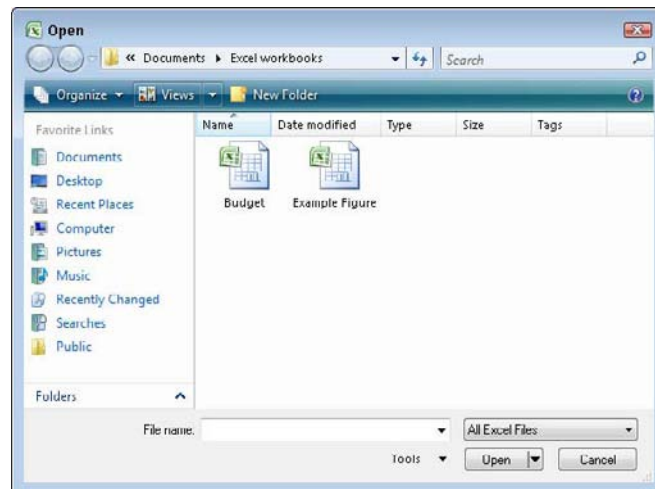 Open
« Documents ▸ Excel workbooks Search
Organize Views New Folder
Favorite Links Name Date modified Type Size Tags
Documents
Desktop
Recent Places
Computer
Pictures
Music
Recently Changed
Searches
Public
Budget Example Figure
Folders
File name: All Excel Files
Tools Open Cancel